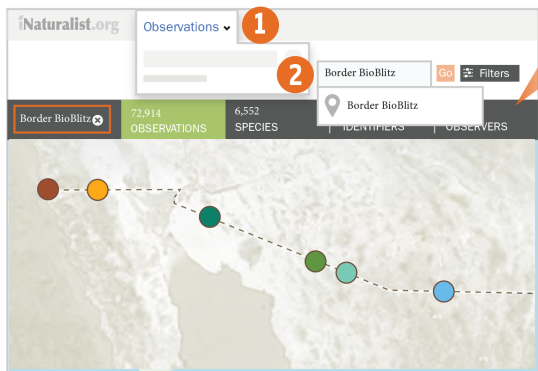 iNaturalist.org
Observations
1
2
Border BioBlitz
Go
Filters
Border BioBlitz
Border BioBlitz
72,914
OBSERVATIONS
6,552
SPECIES
IDENTIFIERS
OBSERVERS